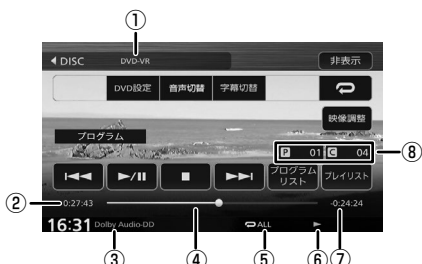 ①
◀ DISC DVD-VR 非表示
DVD設定 音声切替 字幕切替
映像調整
プログラム
P 01 C 04 ⑧
プログラムリスト プレイリスト
② 0:27:43 -0:24:24
16:31 Dolby Audio-DD ALL
③ ④ ⑤ ⑥ ⑦